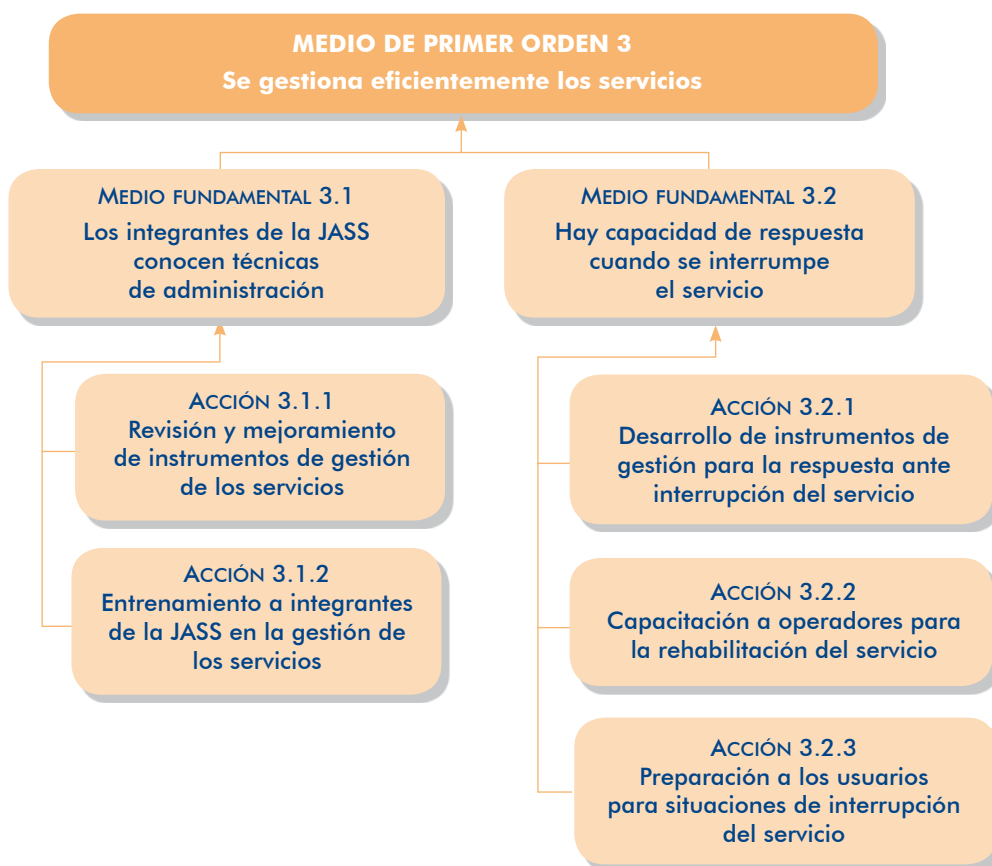 MEDIO DE PRIMER ORDEN 3
Se gestiona eficientemente los servicios
MEDIO FUNDAMENTAL 3.1
Los integrantes de la JASS
conocen técnicas
de administración
ACCIÓN 3.1.1
Revisión y mejoramiento
de instrumentos de gestión
de los servicios
ACCIÓN 3.1.2
Entrenamiento a integrantes
de la JASS en la gestión de
los servicios
MEDIO FUNDAMENTAL 3.2
Hay capacidad de respuesta
cuando se interrumpe
el servicio
ACCIÓN 3.2.1
Desarrollo de instrumentos de
gestión para la respuesta ante
interrupción del servicio
ACCIÓN 3.2.2
Capacitación a operadores para
la rehabilitación del servicio
ACCIÓN 3.2.3
Preparación a los usuarios
para situaciones de interrupción
del servicio